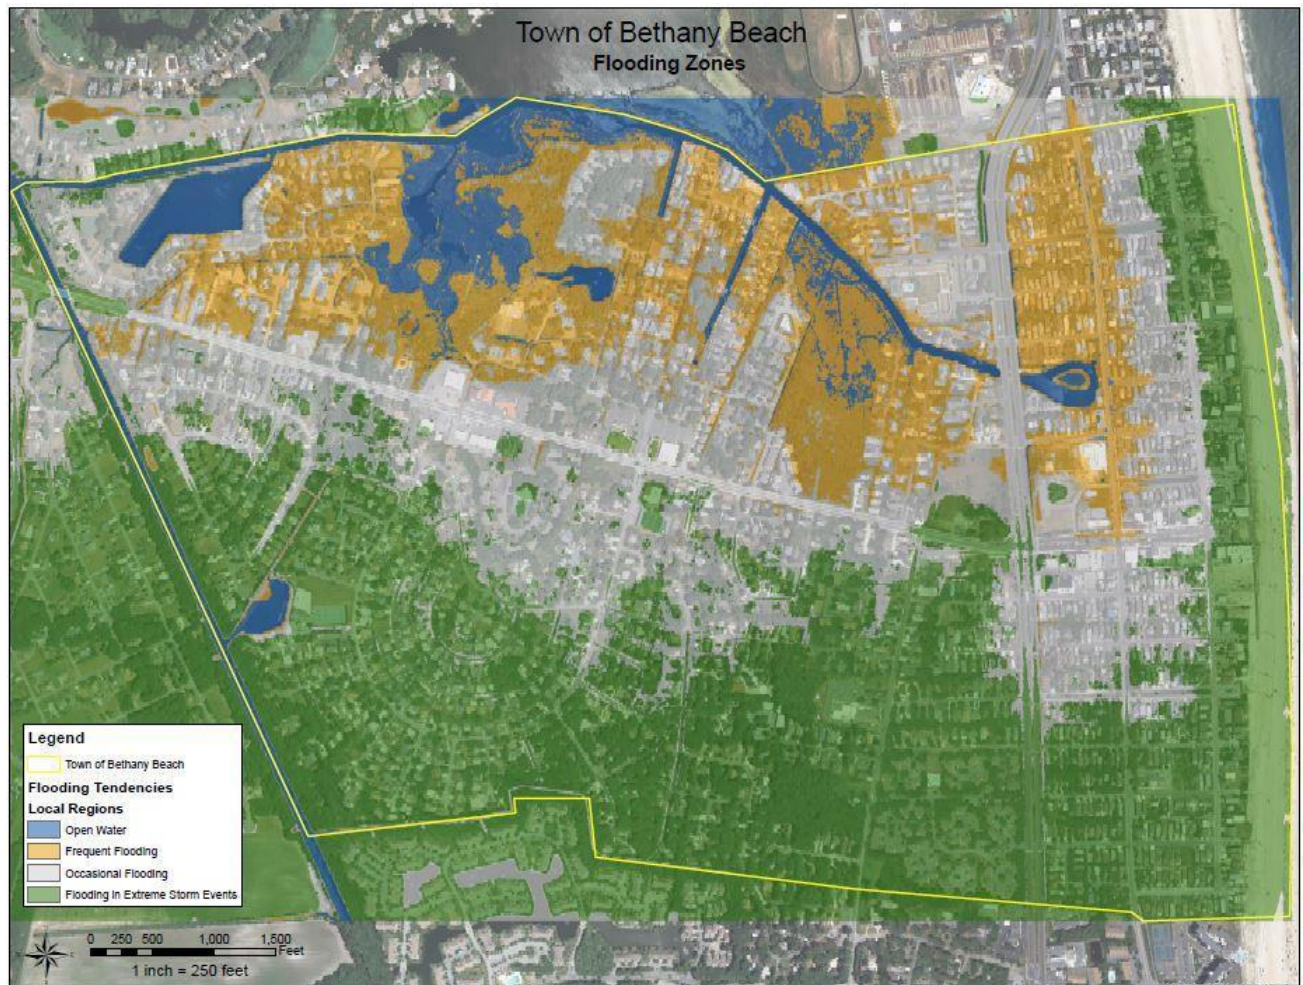 Town of Bethany Beach
Flooding Zones
Legend
Town of Bethany Beach
Flooding Tendencies
Local Regions
Open Water
Frequent Flooding
Occasional Flooding
Flooding in Extreme Storm Events
0 250 500 1,000 1,500
Feet
1 inch = 250 feet